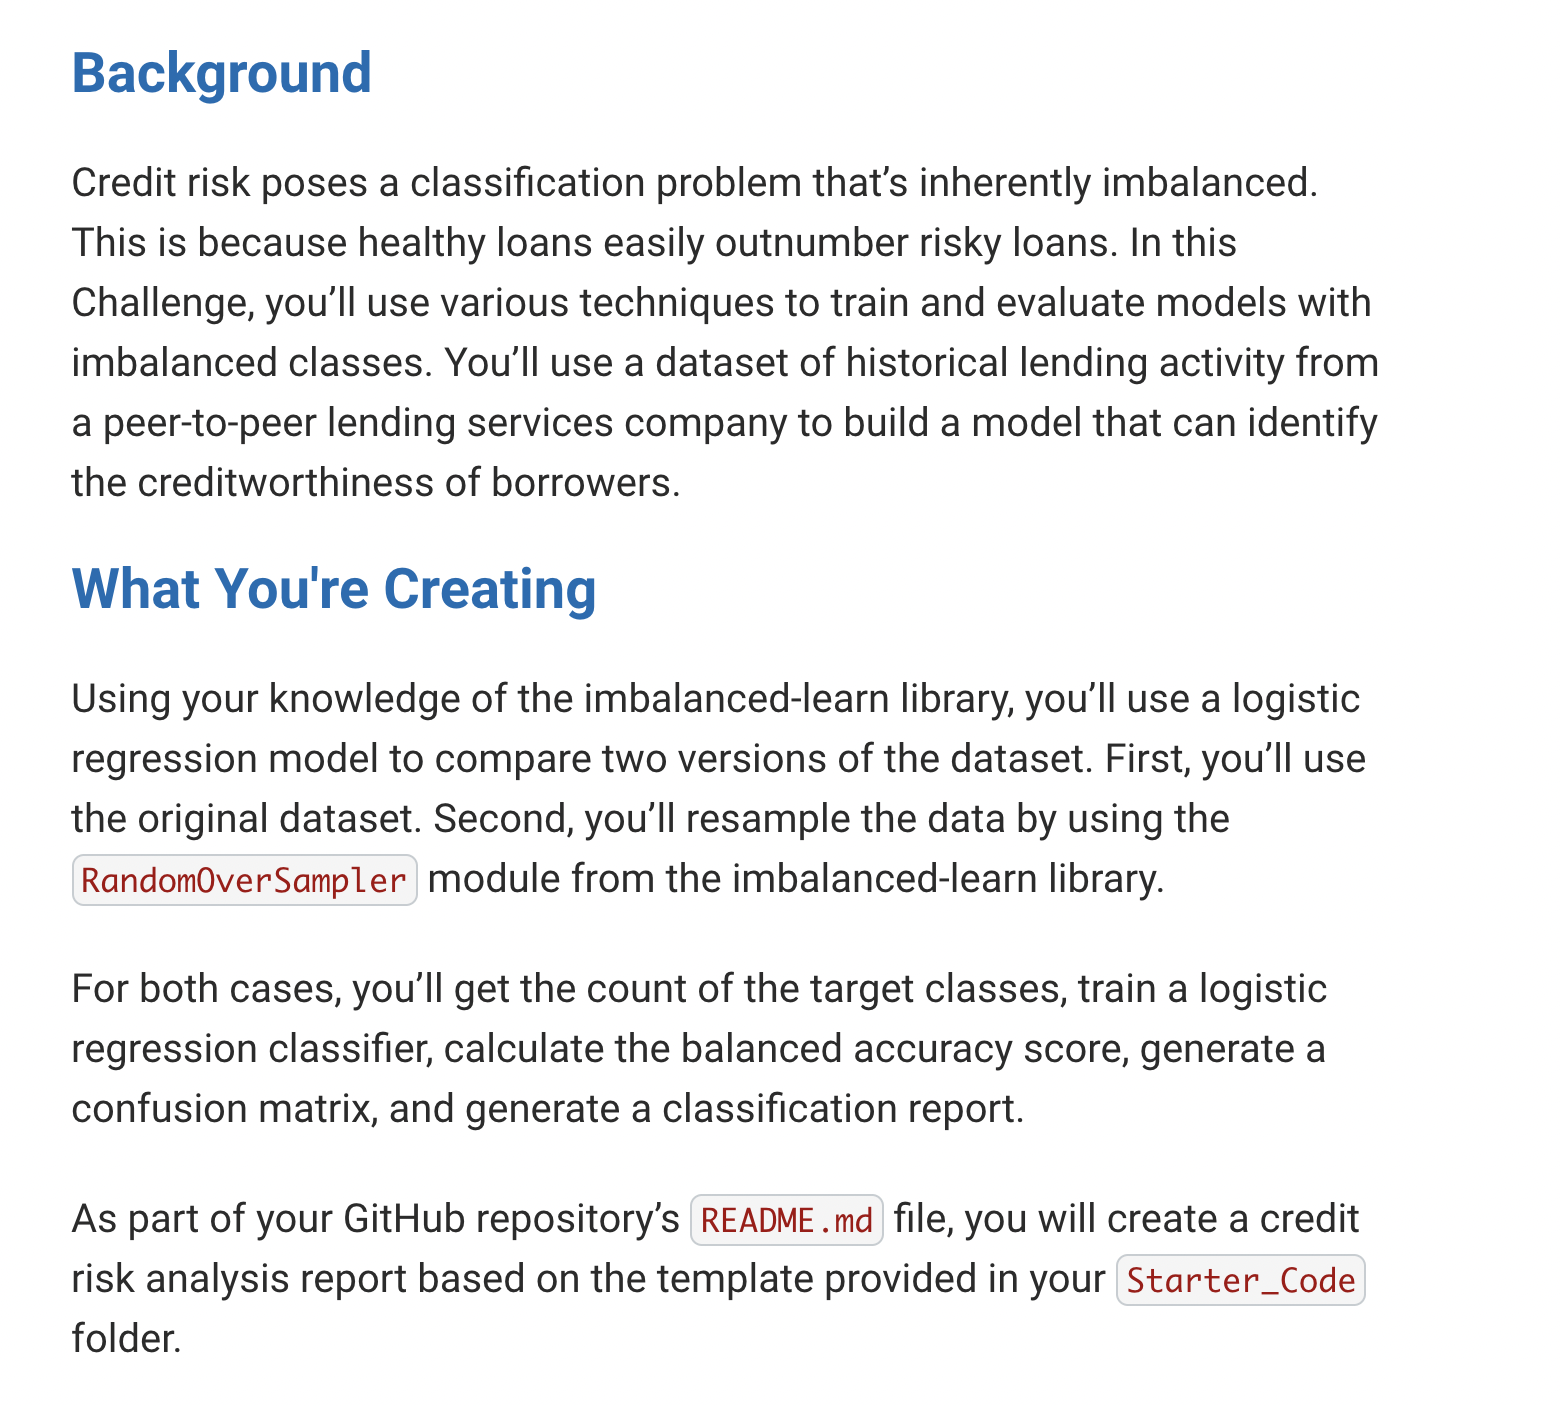 Background
Credit risk poses a classification problem that’s inherently imbalanced.
This is because healthy loans easily outnumber risky loans. In this
Challenge, you’ll use various techniques to train and evaluate models with
imbalanced classes. You’ll use a dataset of historical lending activity from
a peer-to-peer lending services company to build a model that can identify
the creditworthiness of borrowers.
What You're Creating
Using your knowledge of the imbalanced-learn library, you’ll use a logistic
regression model to compare two versions of the dataset. First, you’ll use
the original dataset. Second, you’ll resample the data by using the
RandomOverSampler module from the imbalanced-learn library.
For both cases, you’ll get the count of the target classes, train a logistic
regression classifier, calculate the balanced accuracy score, generate a
confusion matrix, and generate a classification report.
As part of your GitHub repository’s README.md file, you will create a credit
risk analysis report based on the template provided in your Starter_Code
folder.